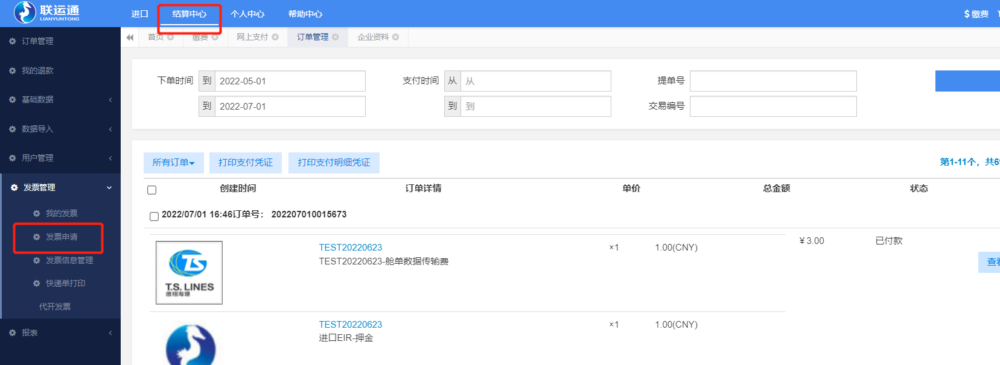 联运通
LIANYUNTONG
进口 结算中心 个人中心 帮助中心 $缴费
订单管理
我的退款
基础数据
数据导入
用户管理
发票管理
我的发票
发票申请
发票信息管理
快递单打印
代开发票
报表
首页 缴费 网上支付 订单管理 企业资料
下单时间 到 2022-05-01 支付时间 从 从 提单号
到 2022-07-01 到 到 交易编号
所有订单 打印支付凭证 打印支付明细凭证 第1-11个，共
创建时间 订单详情 单价 总金额 状态
2022/07/01 16:46订单号： 202207010015673
TS
T.S. LINES
德翔海運
TEST20220623 ×1 1.00(CNY) ¥3.00 已付款
TEST20220623-舱单数据传输费
查看
TEST20220623 ×1 1.00(CNY)
进口EIR-押金